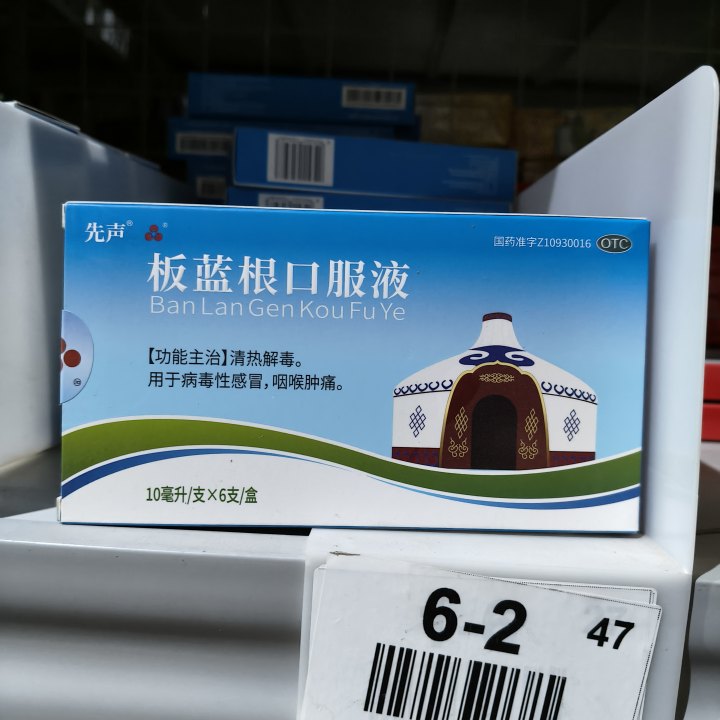 先声®
®
国药准字Z10930016 OTC
板蓝根口服液
Ban Lan Gen Kou Fu Ye
【功能主治】清热解毒。
用于病毒性感冒,咽喉肿痛。
®
10毫升/支×6支/盒
6-2
47